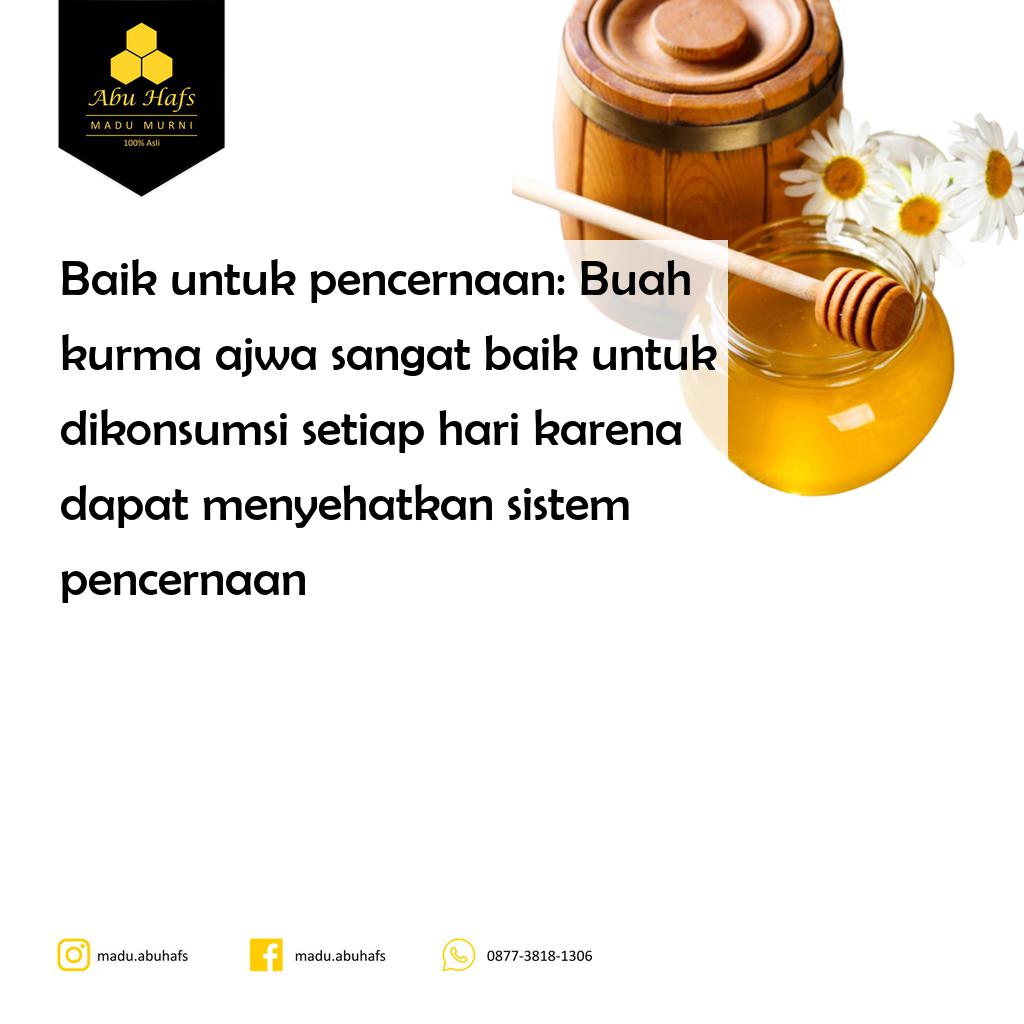 Abu Hafs
MADU MURNI
100% Asli
Baik untuk pencernaan: Buah
kurma ajwa sangat baik untuk
dikonsumsi setiap hari karena
dapat menyehatkan sistem
pencernaan
madu.abuhafs
madu.abuhafs
0877-3818-1306